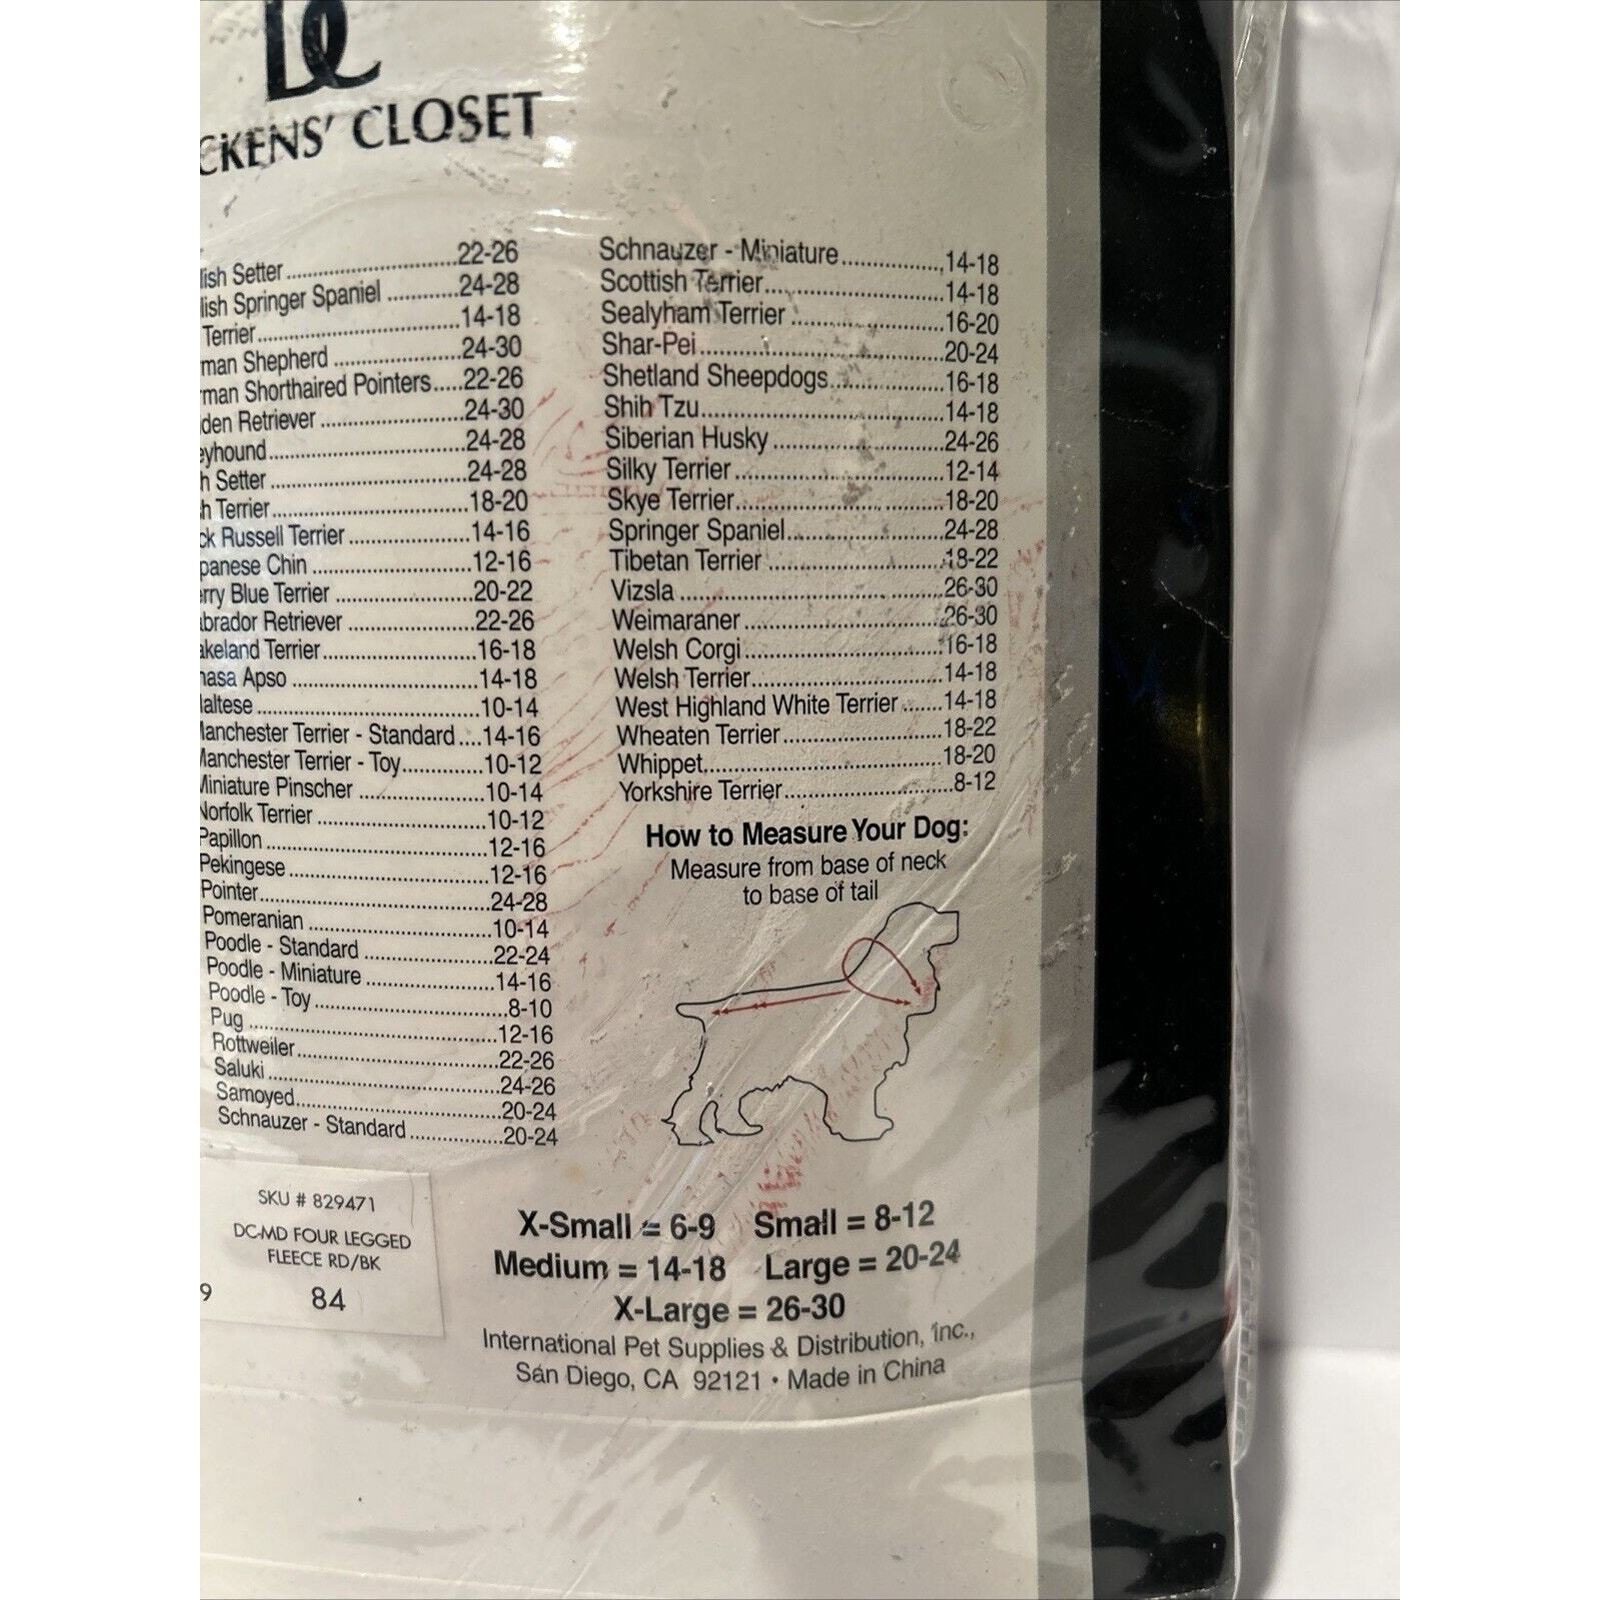 DC
CKENS' CLOSET
lish Setter ........ 22-26
lish Springer Spaniel ........ 24-28
Terrier ........ 14-18
man Shepherd ........ 24-30
rman Shorthaired Pointers ..... 22-26
den Retriever ........ 24-30
eyhound ........ 24-28
h Setter ........ 24-28
sh Terrier ........ 18-20
ck Russell Terrier ........ 14-16
panese Chin ........ 12-16
rry Blue Terrier ........ 20-22
abrador Retriever ........ 22-26
akeland Terrier ........ 16-18
hasa Apso ........ 14-18
altese ........ 10-14
Manchester Terrier - Standard .... 14-16
Manchester Terrier - Toy ........ 10-12
Miniature Pinscher ........ 10-14
Norfolk Terrier ........ 10-12
Papillon ........ 12-16
Pekingese ........ 12-16
Pointer ........ 24-28
Pomeranian ........ 10-14
Poodle - Standard ........ 22-24
Poodle - Miniature ........ 14-16
Poodle - Toy ........ 8-10
Pug ........ 12-16
Rottweiler ........ 22-26
Saluki ........ 24-26
Samoyed ........ 20-24
Schnauzer - Standard ........ 20-24
Schnauzer - Miniature ........ 14-18
Scottish Terrier ........ 14-18
Sealyham Terrier ........ 16-20
Shar-Pei ........ 20-24
Shetland Sheepdogs ........ 16-18
Shih Tzu ........ 14-18
Siberian Husky ........ 24-26
Silky Terrier ........ 12-14
Skye Terrier ........ 18-20
Springer Spaniel ........ 24-28
Tibetan Terrier ........ 18-22
Vizsla ........ 26-30
Weimaraner ........ 26-30
Welsh Corgi ........ 16-18
Welsh Terrier ........ 14-18
West Highland White Terrier ...... 14-18
Wheaten Terrier ........ 18-22
Whippet ........ 18-20
Yorkshire Terrier ........ 8-12
How to Measure Your Dog:
Measure from base of neck
to base of tail
SKU # 829471
DC-MD FOUR LEGGED
FLEECE RD/BK
9 84
X-Small = 6-9 Small = 8-12
Medium = 14-18 Large = 20-24
X-Large = 26-30
International Pet Supplies & Distribution, Inc.,
San Diego, CA 92121 • Made in China